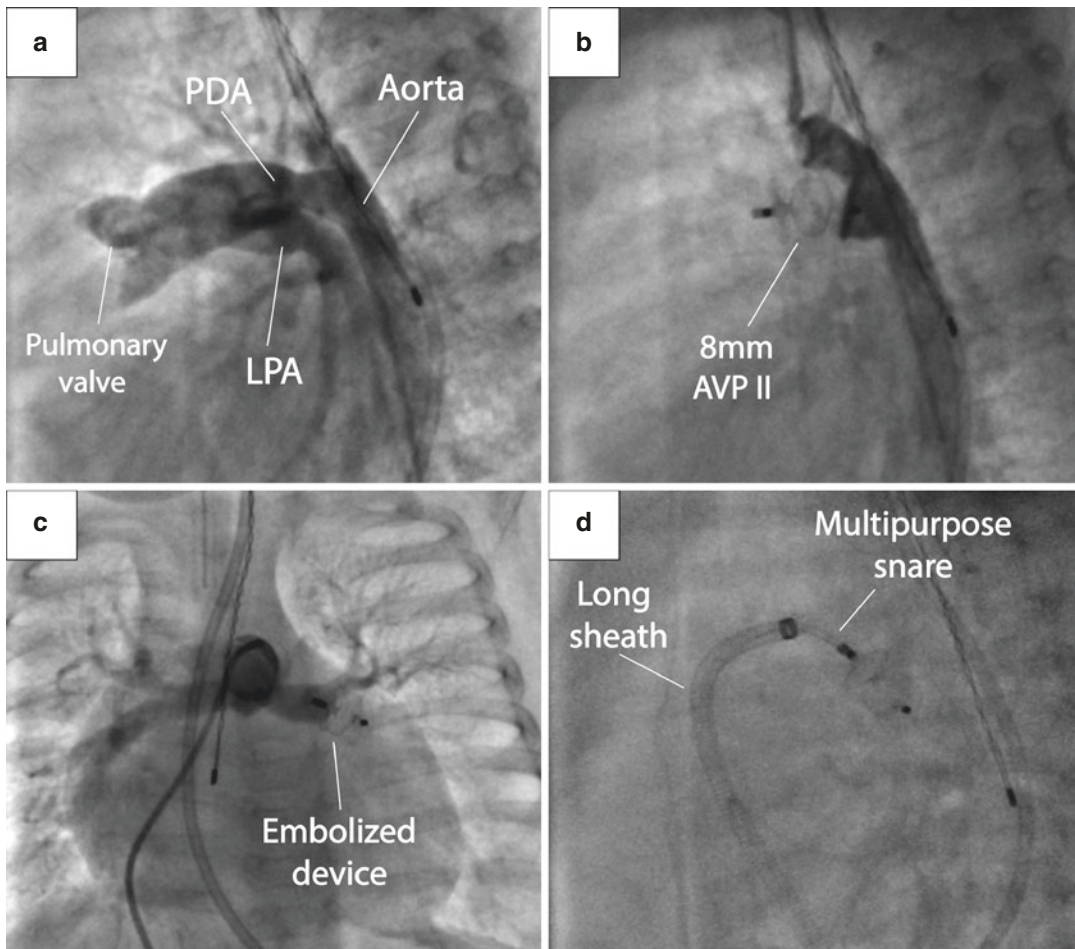 a
PDA
Aorta
Pulmonary
valve
LPA
b
8mm
AVP II
c
Embolized
device
d
Multipurpose
snare
Long
sheath